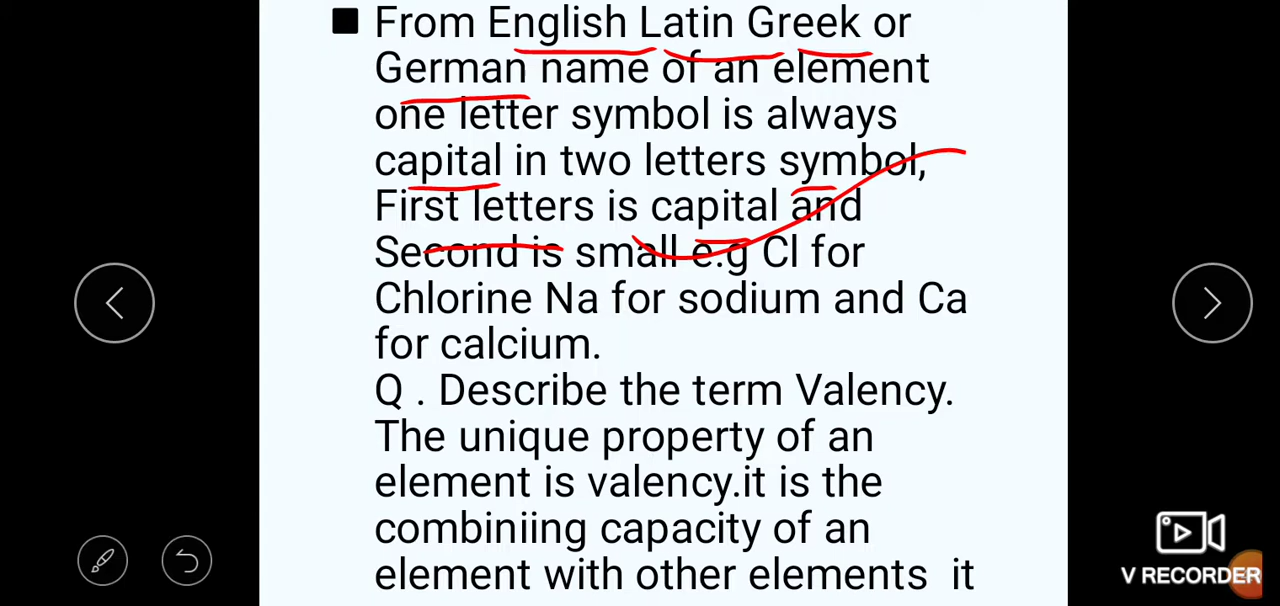 ■ From English Latin Greek or
German name of an element
one letter symbol is always
capital in two letters symbol,
First letters is capital and
Second is small e.g Cl for
Chlorine Na for sodium and Ca
for calcium.
Q . Describe the term Valency.
The unique property of an
element is valency.it is the
combiniing capacity of an
element with other elements it
V RECORDER